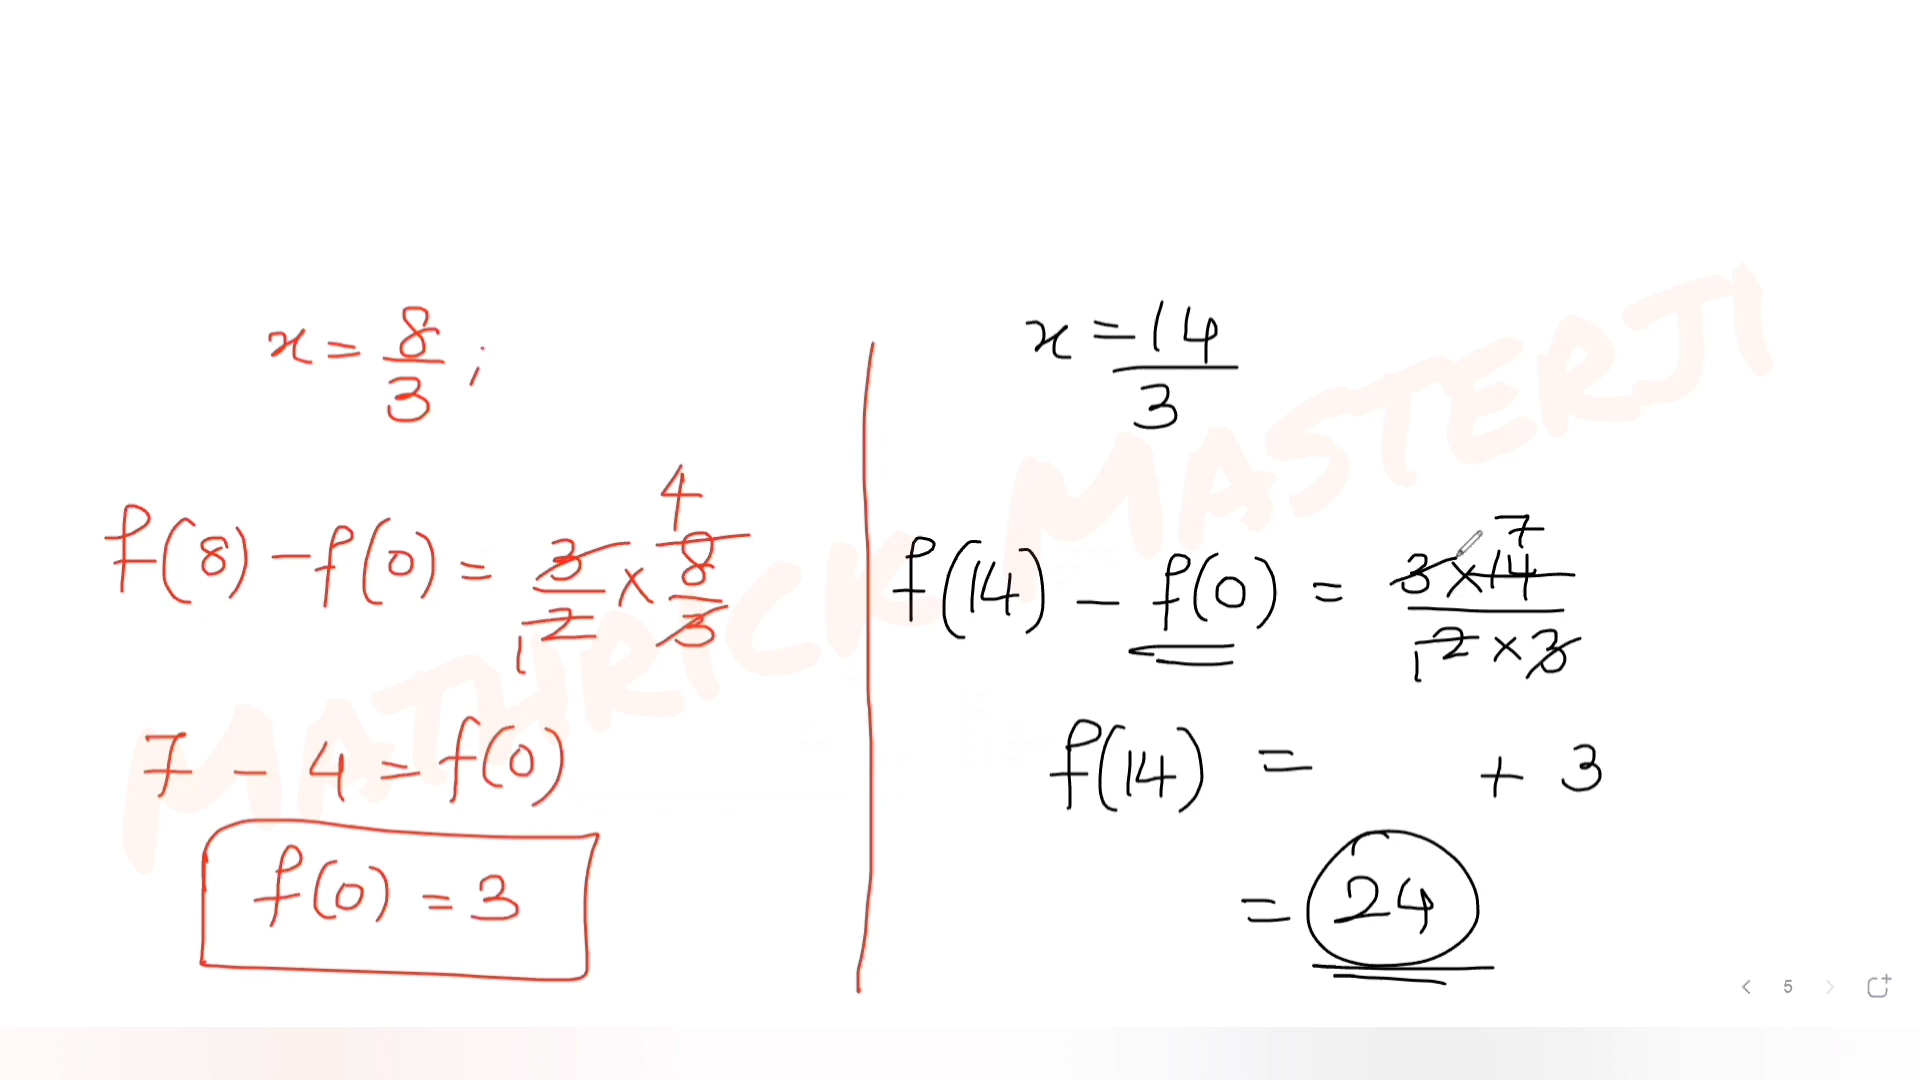 x = 8/3 ;
f(8) - f(0) = 3/2 × 8/3
4
1
7 - 4 = f(0)
f(0) = 3
x = 14/3
f(14) - f(0) = 3×14 / 2×3
7
1
f(14) = + 3
= 24
MATHRICK MASTERJI
5